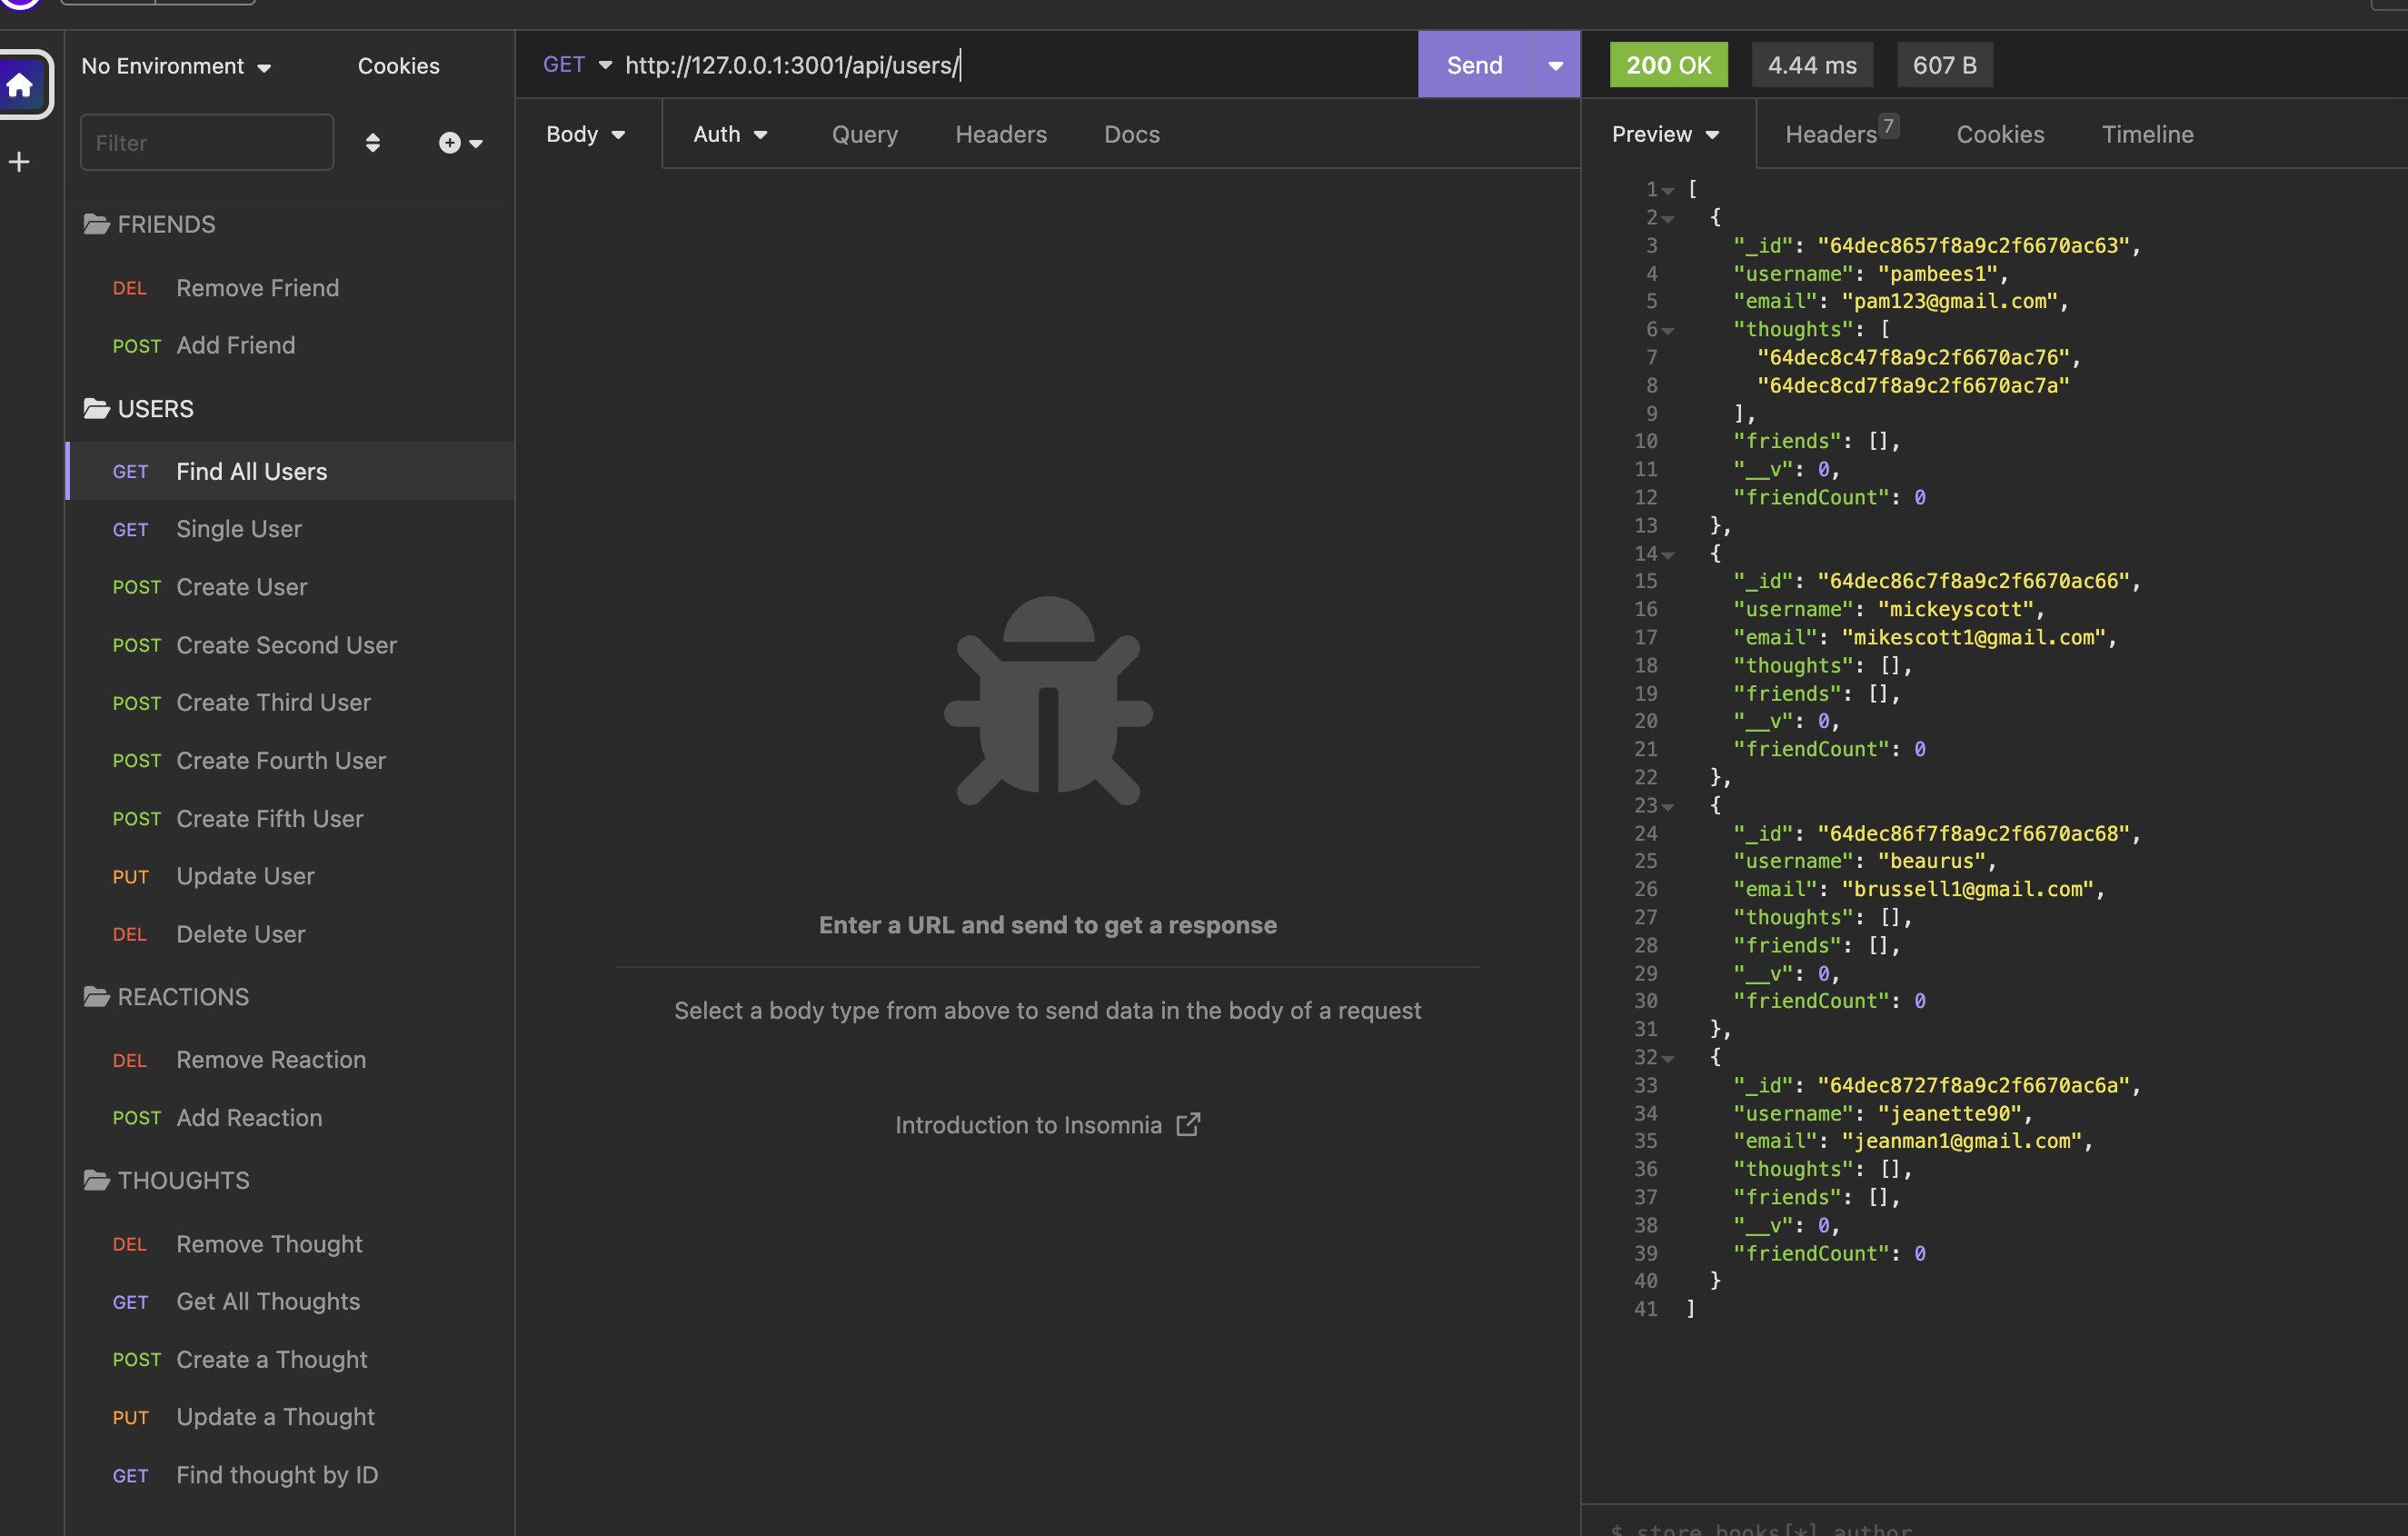 No Environment
Cookies
Filter
FRIENDS
DEL Remove Friend
POST Add Friend
USERS
GET Find All Users
GET Single User
POST Create User
POST Create Second User
POST Create Third User
POST Create Fourth User
POST Create Fifth User
PUT Update User
DEL Delete User
REACTIONS
DEL Remove Reaction
POST Add Reaction
THOUGHTS
DEL Remove Thought
GET Get All Thoughts
POST Create a Thought
PUT Update a Thought
GET Find thought by ID
GET http://127.0.0.1:3001/api/users/
Send
Body Auth Query Headers Docs
Enter a URL and send to get a response
Select a body type from above to send data in the body of a request
Introduction to Insomnia
200 OK 4.44 ms 607 B
Preview Headers 7 Cookies Timeline
1 [
2 {
3 "_id": "64dec8657f8a9c2f6670ac63",
4 "username": "pambees1",
5 "email": "pam123@gmail.com",
6 "thoughts": [
7 "64dec8c47f8a9c2f6670ac76",
8 "64dec8cd7f8a9c2f6670ac7a"
9 ],
10 "friends": [],
11 "__v": 0,
12 "friendCount": 0
13 },
14 {
15 "_id": "64dec86c7f8a9c2f6670ac66",
16 "username": "mickeyscott",
17 "email": "mikescott1@gmail.com",
18 "thoughts": [],
19 "friends": [],
20 "__v": 0,
21 "friendCount": 0
22 },
23 {
24 "_id": "64dec86f7f8a9c2f6670ac68",
25 "username": "beaurus",
26 "email": "brussell1@gmail.com",
27 "thoughts": [],
28 "friends": [],
29 "__v": 0,
30 "friendCount": 0
31 },
32 {
33 "_id": "64dec8727f8a9c2f6670ac6a",
34 "username": "jeanette90",
35 "email": "jeanman1@gmail.com",
36 "thoughts": [],
37 "friends": [],
38 "__v": 0,
39 "friendCount": 0
40 }
41 ]
$.store.books[*].author